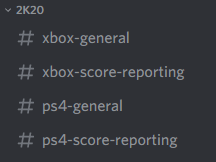 2K20
# xbox-general
# xbox-score-reporting
# ps4-general
# ps4-score-reporting